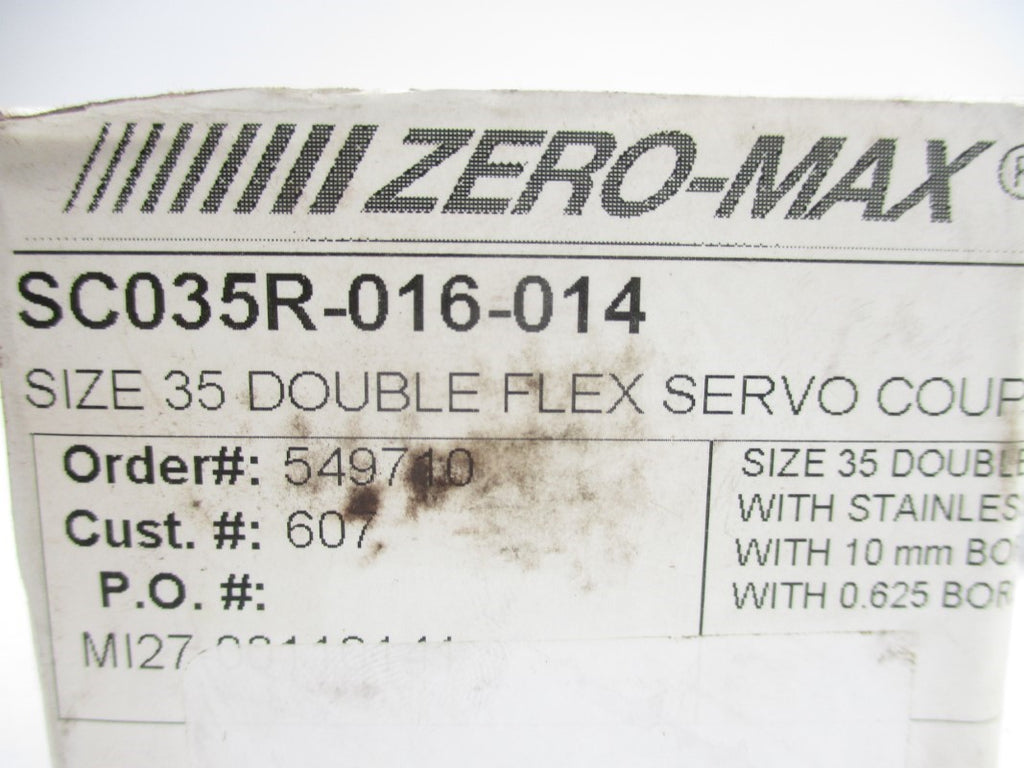 ZERO-MAX®
SC035R-016-014
SIZE 35 DOUBLE FLEX SERVO COUP
Order#: 549710
Cust. #: 607
P.O. #:
MI27
SIZE 35 DOUBLE
WITH STAINLES
WITH 10 mm BO
WITH 0.625 BOR